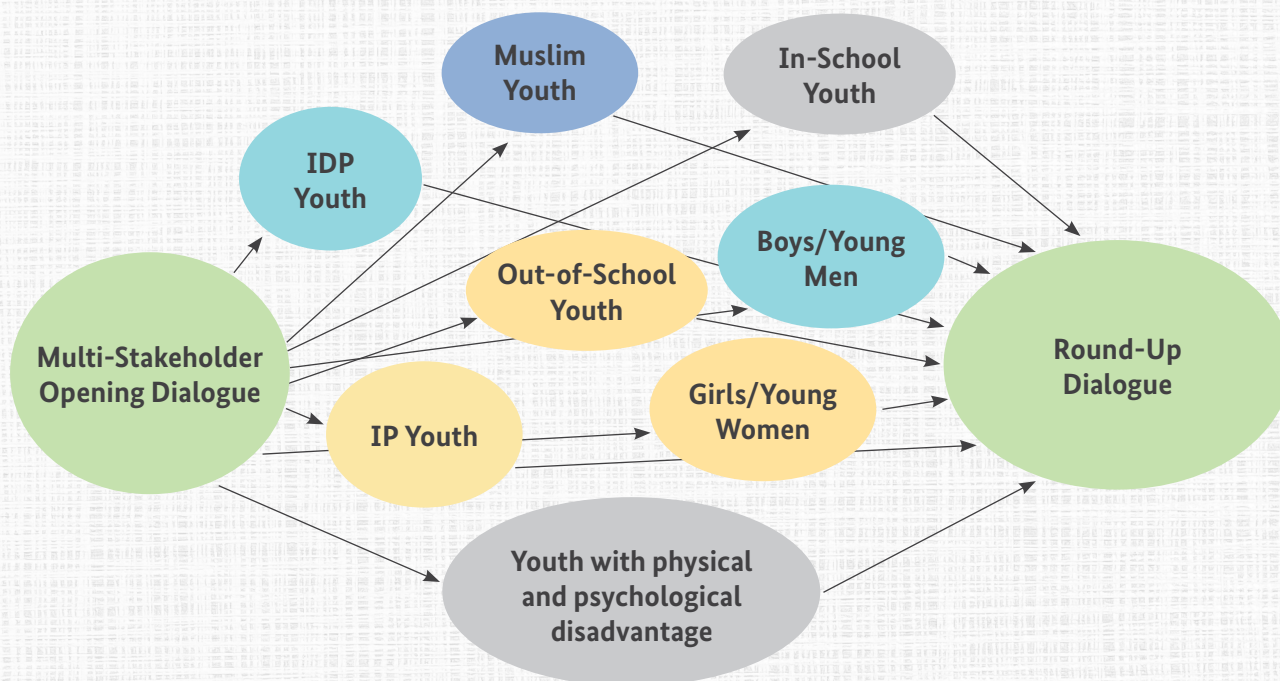 Muslim
Youth
In-School
Youth
IDP
Youth
Boys/Young
Men
Out-of-School
Youth
Multi-Stakeholder
Opening Dialogue
Round-Up
Dialogue
Girls/Young
Women
IP Youth
Youth with physical
and psychological
disadvantage